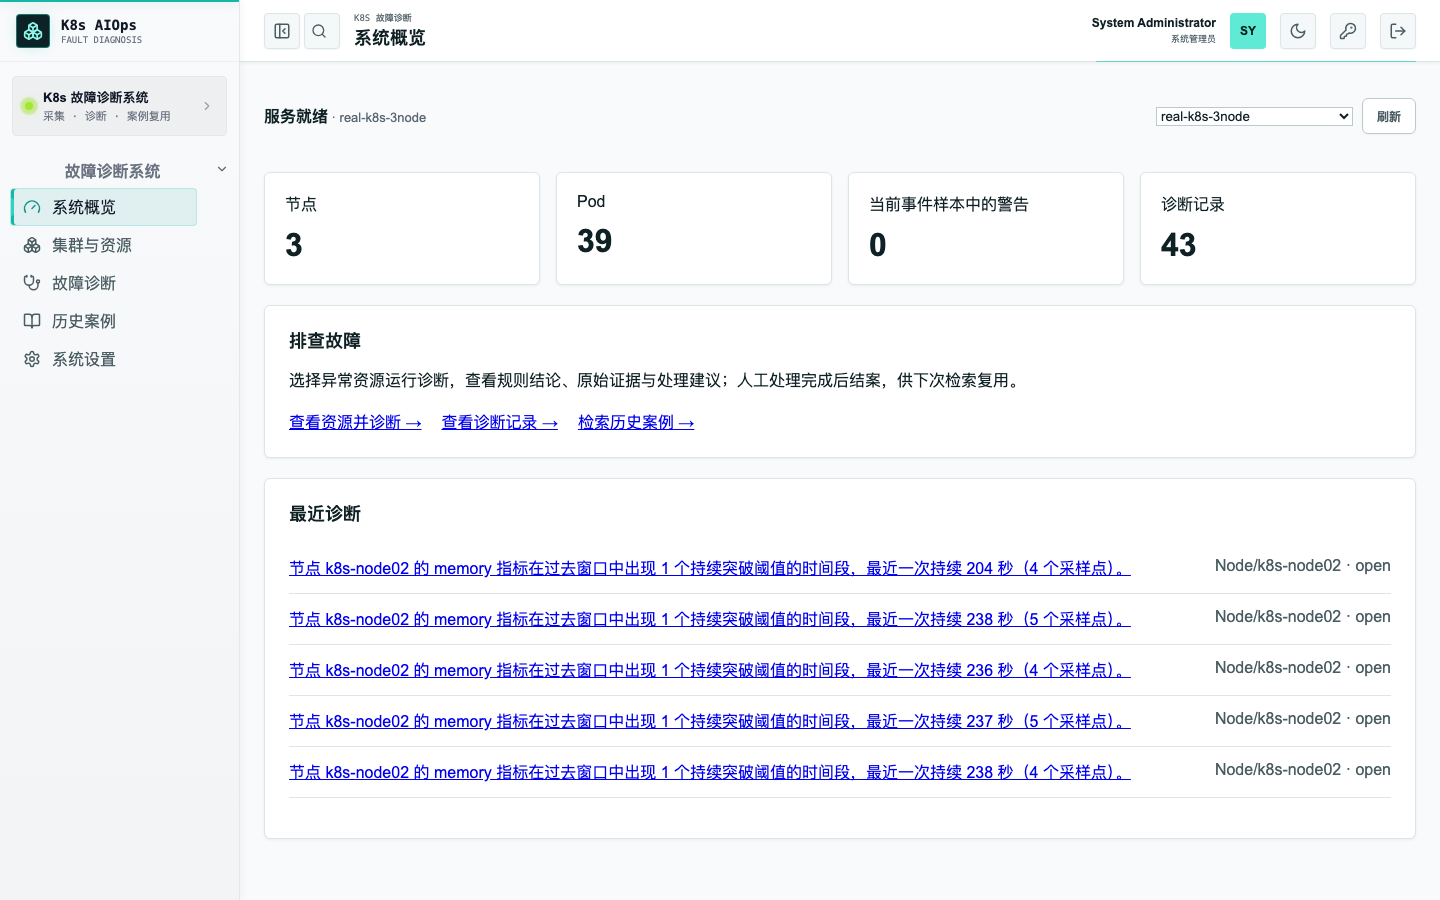 K8s AIOps
FAULT DIAGNOSIS
K8s 故障诊断系统
采集 · 诊断 · 案例复用
故障诊断系统
系统概览
集群与资源
故障诊断
历史案例
系统设置
K8S 故障诊断
系统概览
System Administrator
系统管理员
SY
服务就绪 · real-k8s-3node
real-k8s-3node
刷新
节点
3
Pod
39
当前事件样本中的警告
0
诊断记录
43
排查故障
选择异常资源运行诊断，查看规则结论、原始证据与处理建议；人工处理完成后结案，供下次检索复用。
查看资源并诊断 → 查看诊断记录 → 检索历史案例 →
最近诊断
节点 k8s-node02 的 memory 指标在过去窗口中出现 1 个持续突破阈值的时间段，最近一次持续 204 秒（4 个采样点）。 Node/k8s-node02 · open
节点 k8s-node02 的 memory 指标在过去窗口中出现 1 个持续突破阈值的时间段，最近一次持续 238 秒（5 个采样点）。 Node/k8s-node02 · open
节点 k8s-node02 的 memory 指标在过去窗口中出现 1 个持续突破阈值的时间段，最近一次持续 236 秒（4 个采样点）。 Node/k8s-node02 · open
节点 k8s-node02 的 memory 指标在过去窗口中出现 1 个持续突破阈值的时间段，最近一次持续 237 秒（5 个采样点）。 Node/k8s-node02 · open
节点 k8s-node02 的 memory 指标在过去窗口中出现 1 个持续突破阈值的时间段，最近一次持续 238 秒（4 个采样点）。 Node/k8s-node02 · open